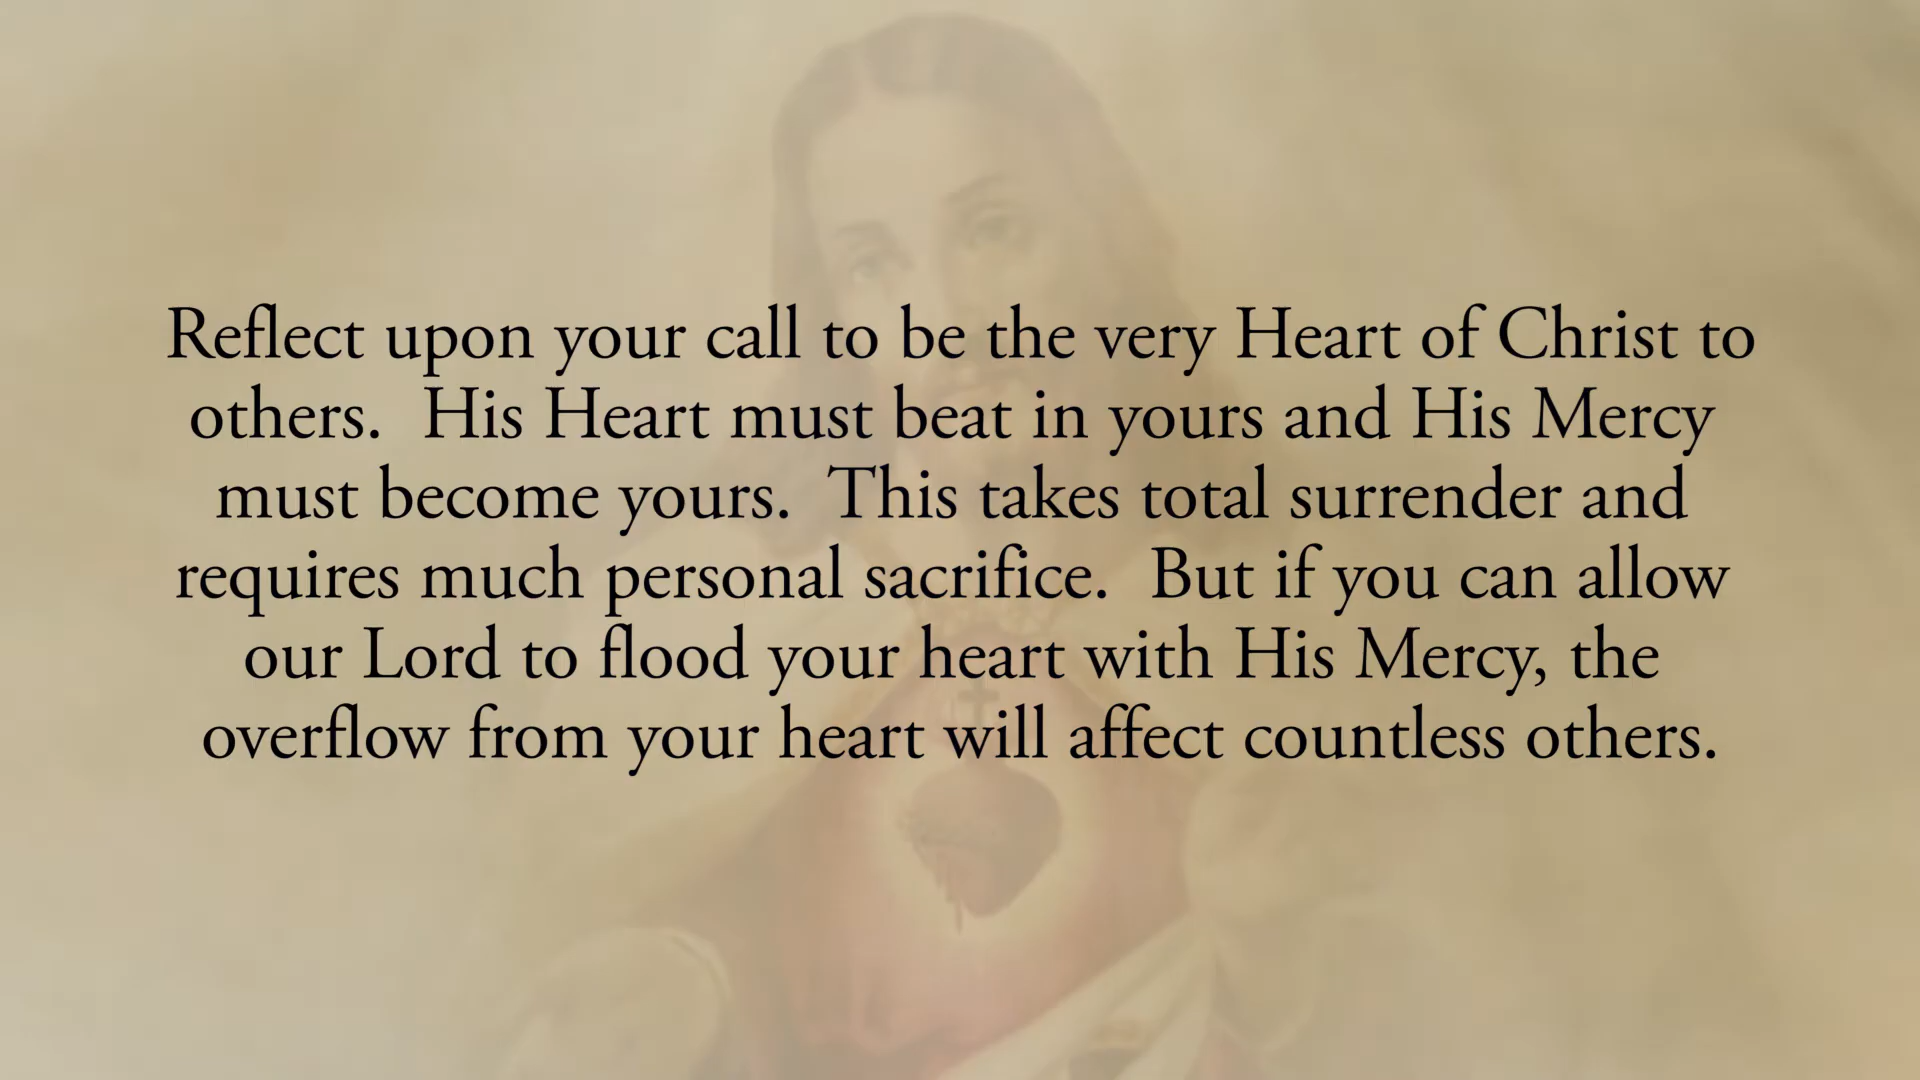 Reflect upon your call to be the very Heart of Christ to
others.  His Heart must beat in yours and His Mercy
must become yours.  This takes total surrender and
requires much personal sacrifice.  But if you can allow
our Lord to flood your heart with His Mercy, the
overflow from your heart will affect countless others.